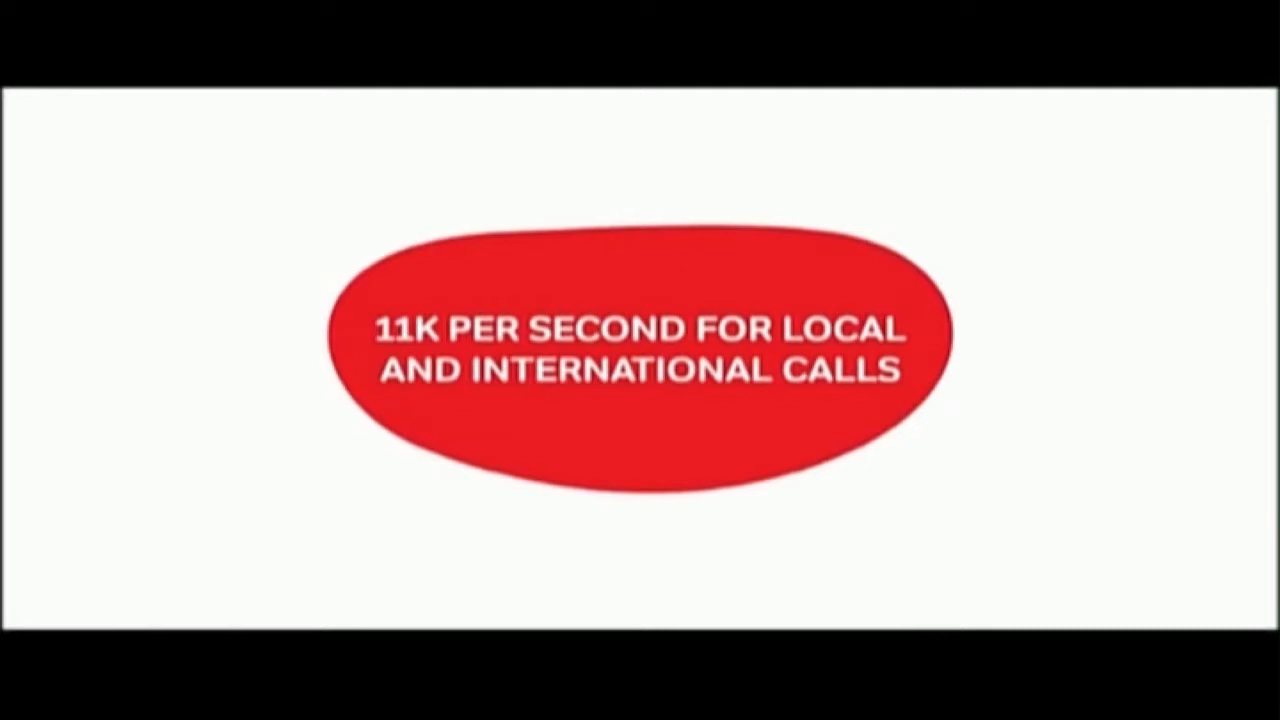 11K PER SECOND FOR LOCAL
AND INTERNATIONAL CALLS